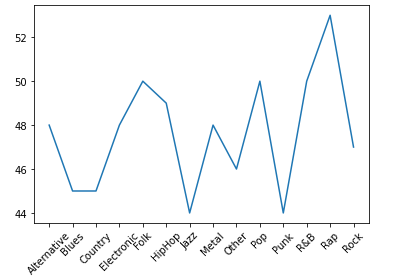 52
50
48
46
44
Alternative
Blues
Country
Electronic
Folk
HipHop
Jazz
Metal
Other
Pop
Punk
R&B
Rap
Rock